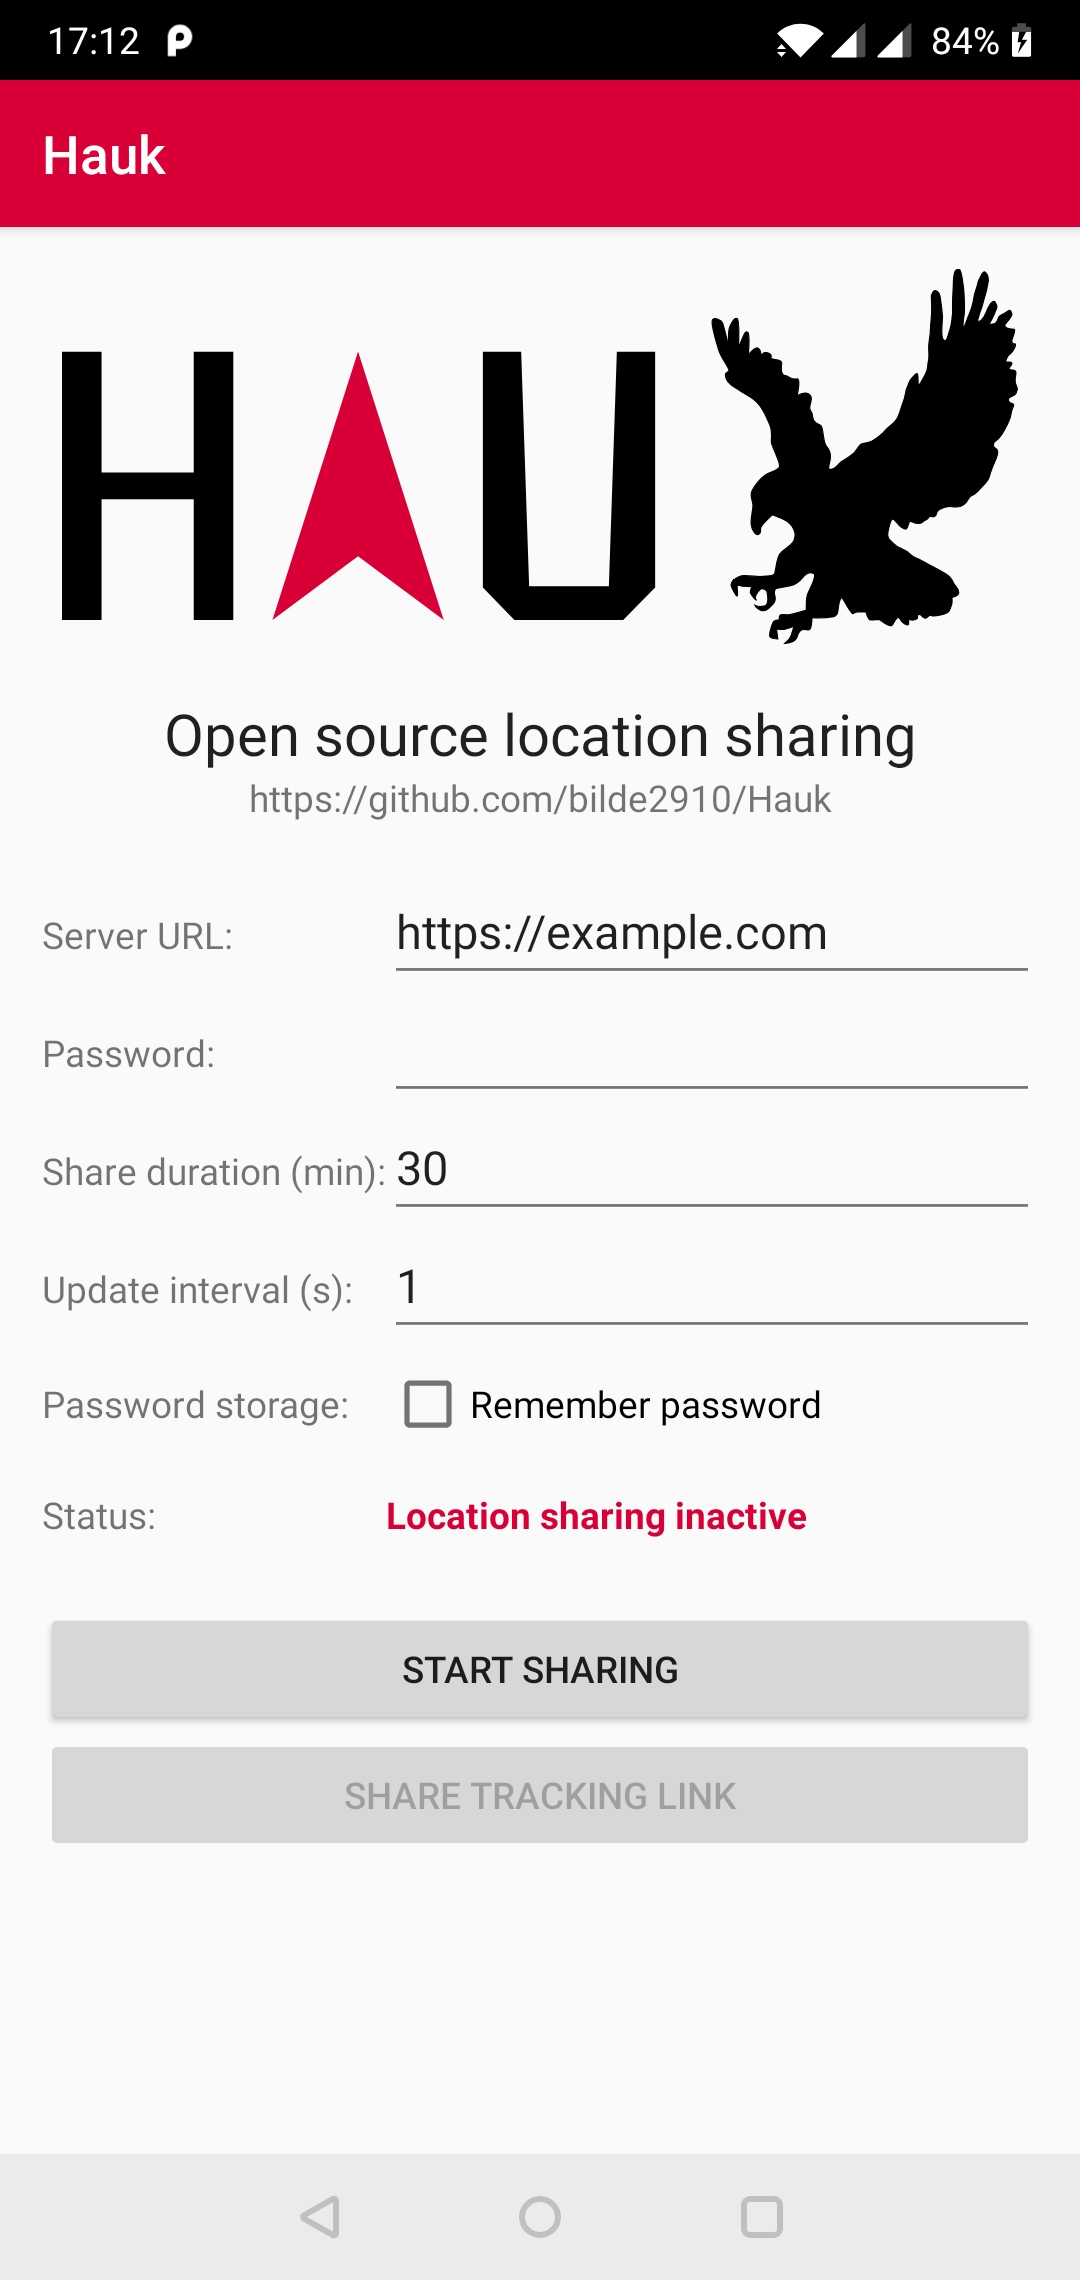 17:12 84%
Hauk
HAU
Open source location sharing
https://github.com/bilde2910/Hauk
Server URL: https://example.com
Password:
Share duration (min): 30
Update interval (s): 1
Password storage: Remember password
Status: Location sharing inactive
START SHARING
SHARE TRACKING LINK